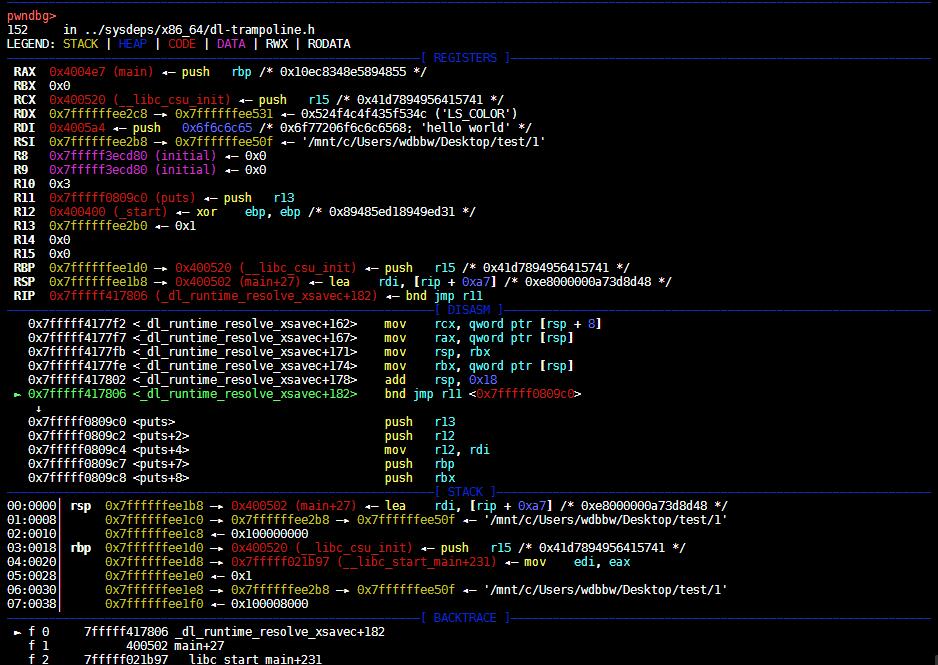 pwndbg>
152     in ../sysdeps/x86_64/dl-trampoline.h
LEGEND: STACK | HEAP | CODE | DATA | RWX | RODATA
[ REGISTERS ]
RAX  0x4004e7 (main) ◂— push   rbp /* 0x10ec8348e5894855 */
RBX  0x0
RCX  0x400520 (__libc_csu_init) ◂— push   r15 /* 0x41d7894956415741 */
RDX  0x7ffffffee2c8 —▸ 0x7ffffffee531 ◂— 0x524f4c4f435f534c ('LS_COLOR')
RDI  0x4005a4 ◂— push   0x6f6c6c65 /* 0x6f77206f6c6c6568; 'hello world' */
RSI  0x7ffffffee2b8 —▸ 0x7ffffffee50f ◂— '/mnt/c/Users/wdbbw/Desktop/test/1'
R8   0x7fffff3ecd80 (initial) ◂— 0x0
R9   0x7fffff3ecd80 (initial) ◂— 0x0
R10  0x3
R11  0x7fffff0809c0 (puts) ◂— push   r13
R12  0x400400 (_start) ◂— xor    ebp, ebp /* 0x89485ed18949ed31 */
R13  0x7ffffffee2b0 ◂— 0x1
R14  0x0
R15  0x0
RBP  0x7ffffffee1d0 —▸ 0x400520 (__libc_csu_init) ◂— push   r15 /* 0x41d7894956415741 */
RSP  0x7ffffffee1b8 —▸ 0x400502 (main+27) ◂— lea    rdi, [rip + 0xa7] /* 0xe8000000a73d8d48 */
RIP  0x7fffff417806 (_dl_runtime_resolve_xsavec+182) ◂— bnd jmp r11
[ DISASM ]
0x7fffff4177f2 <_dl_runtime_resolve_xsavec+162>    mov    rcx, qword ptr [rsp + 8]
0x7fffff4177f7 <_dl_runtime_resolve_xsavec+167>    mov    rax, qword ptr [rsp]
0x7fffff4177fb <_dl_runtime_resolve_xsavec+171>    mov    rsp, rbx
0x7fffff4177fe <_dl_runtime_resolve_xsavec+174>    mov    rbx, qword ptr [rsp]
0x7fffff417802 <_dl_runtime_resolve_xsavec+178>    add    rsp, 0x18
► 0x7fffff417806 <_dl_runtime_resolve_xsavec+182>    bnd jmp r11 <0x7fffff0809c0>
↓
0x7fffff0809c0 <puts>                              push   r13
0x7fffff0809c2 <puts+2>                            push   r12
0x7fffff0809c4 <puts+4>                            mov    r12, rdi
0x7fffff0809c7 <puts+7>                            push   rbp
0x7fffff0809c8 <puts+8>                            push   rbx
[ STACK ]
00:0000│ rsp  0x7ffffffee1b8 —▸ 0x400502 (main+27) ◂— lea    rdi, [rip + 0xa7] /* 0xe8000000a73d8d48 */
01:0008│      0x7ffffffee1c0 —▸ 0x7ffffffee2b8 —▸ 0x7ffffffee50f ◂— '/mnt/c/Users/wdbbw/Desktop/test/1'
02:0010│      0x7ffffffee1c8 ◂— 0x100000000
03:0018│ rbp  0x7ffffffee1d0 —▸ 0x400520 (__libc_csu_init) ◂— push   r15 /* 0x41d7894956415741 */
04:0020│      0x7ffffffee1d8 —▸ 0x7fffff021b97 (__libc_start_main+231) ◂— mov    edi, eax
05:0028│      0x7ffffffee1e0 ◂— 0x1
06:0030│      0x7ffffffee1e8 —▸ 0x7ffffffee2b8 —▸ 0x7ffffffee50f ◂— '/mnt/c/Users/wdbbw/Desktop/test/1'
07:0038│      0x7ffffffee1f0 ◂— 0x100008000
[ BACKTRACE ]
► f 0     7fffff417806 _dl_runtime_resolve_xsavec+182
f 1           400502 main+27
f 2     7fffff021b97 __libc_start_main+231